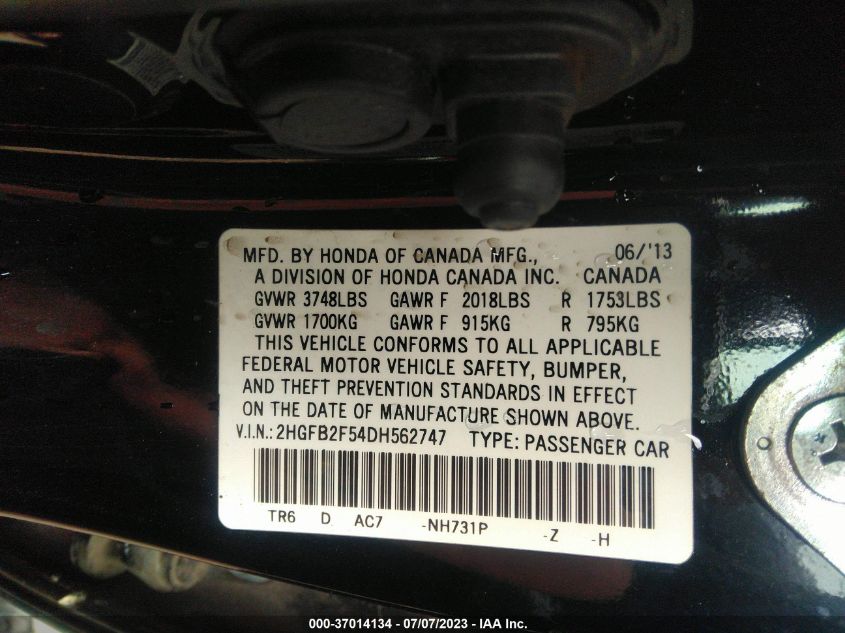 MFD. BY HONDA OF CANADA MFG., 06/'13
A DIVISION OF HONDA CANADA INC. CANADA
GVWR 3748LBS GAWR F 2018LBS R 1753LBS
GVWR 1700KG GAWR F 915KG R 795KG
THIS VEHICLE CONFORMS TO ALL APPLICABLE
FEDERAL MOTOR VEHICLE SAFETY, BUMPER,
AND THEFT PREVENTION STANDARDS IN EFFECT
ON THE DATE OF MANUFACTURE SHOWN ABOVE.
V.I.N.: 2HGFB2F54DH562747 TYPE: PASSENGER CAR
TR6 D AC7 -NH731P -Z -H
000-37014134 - 07/07/2023 - IAA Inc.